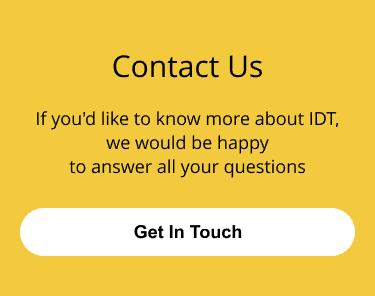 Contact Us
If you'd like to know more about IDT,
we would be happy
to answer all your questions
Get In Touch